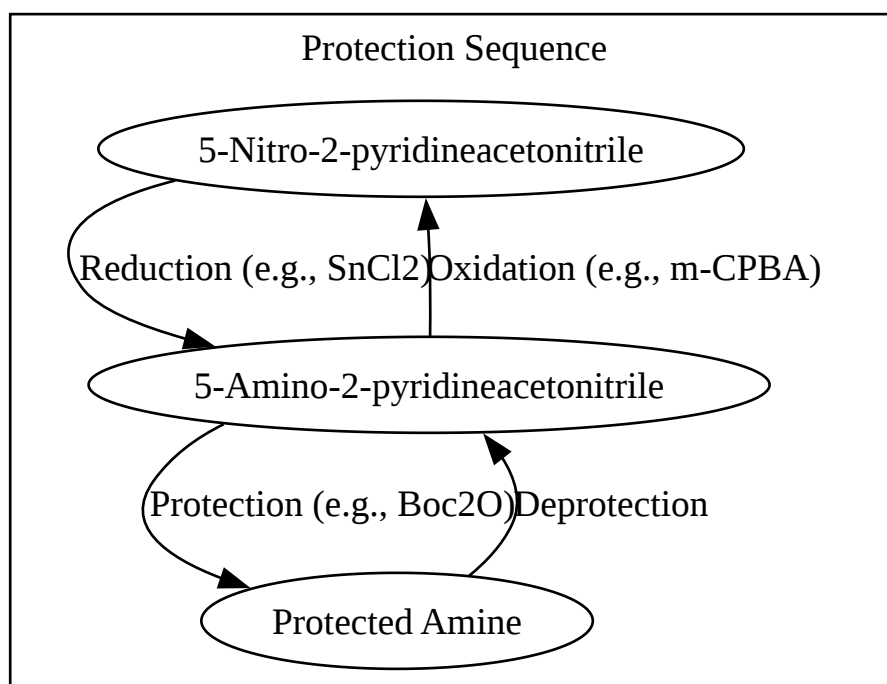 Protection Sequence
5-Nitro-2-pyridineacetonitrile
Reduction (e.g., SnCl2)
Oxidation (e.g., m-CPBA)
5-Amino-2-pyridineacetonitrile
Protection (e.g., Boc2O)
Deprotection
Protected Amine